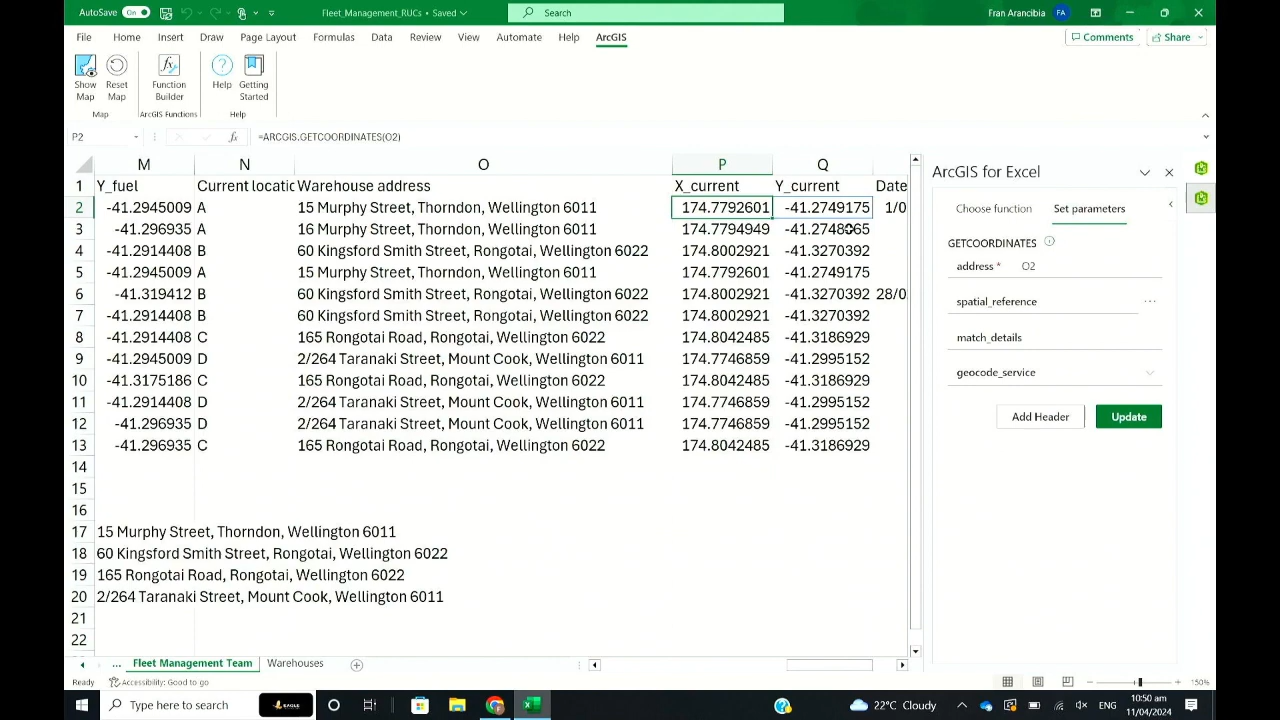 AutoSave On Fleet_Management_RUCs • Saved Search Fran Arancibia FA
File Home Insert Draw Page Layout Formulas Data Review View Automate Help ArcGIS Comments Share
Show Map Reset Map Function Builder Help Getting Started
Map ArcGIS Functions Help
P2 fx =ARCGIS.GETCOORDINATES(O2)
M N O P Q
1 Y_fuel Current locatic Warehouse address X_current Y_current Date
2 -41.2945009 A 15 Murphy Street, Thorndon, Wellington 6011 174.7792601 -41.2749175 1/0
3 -41.296935 A 16 Murphy Street, Thorndon, Wellington 6011 174.7794949
4 -41.2914408 B 60 Kingsford Smith Street, Rongotai, Wellington 6022 174.8002921 -41.3270392
5 -41.2945009 A 15 Murphy Street, Thorndon, Wellington 6011 174.7792601 -41.2749175
6 -41.319412 B 60 Kingsford Smith Street, Rongotai, Wellington 6022 174.8002921 -41.3270392 28/0
7 -41.2914408 B 60 Kingsford Smith Street, Rongotai, Wellington 6022 174.8002921 -41.3270392
8 -41.2914408 C 165 Rongotai Road, Rongotai, Wellington 6022 174.8042485 -41.3186929
9 -41.2945009 D 2/264 Taranaki Street, Mount Cook, Wellington 6011 174.7746859 -41.2995152
10 -41.3175186 C 165 Rongotai Road, Rongotai, Wellington 6022 174.8042485 -41.3186929
11 -41.2914408 D 2/264 Taranaki Street, Mount Cook, Wellington 6011 174.7746859 -41.2995152
12 -41.296935 D 2/264 Taranaki Street, Mount Cook, Wellington 6011 174.7746859 -41.2995152
13 -41.296935 C 165 Rongotai Road, Rongotai, Wellington 6022 174.8042485 -41.3186929
14
15
16
17 15 Murphy Street, Thorndon, Wellington 6011
18 60 Kingsford Smith Street, Rongotai, Wellington 6022
19 165 Rongotai Road, Rongotai, Wellington 6022
20 2/264 Taranaki Street, Mount Cook, Wellington 6011
21
22
ArcGIS for Excel
Choose function Set parameters
GETCOORDINATES
address * O2
spatial_reference ...
match_details
geocode_service
Add Header Update
... Fleet Management Team Warehouses
Ready Accessibility: Good to go 150%
Type here to search EAGLE 22°C Cloudy ENG 10:50 am
11/04/2024